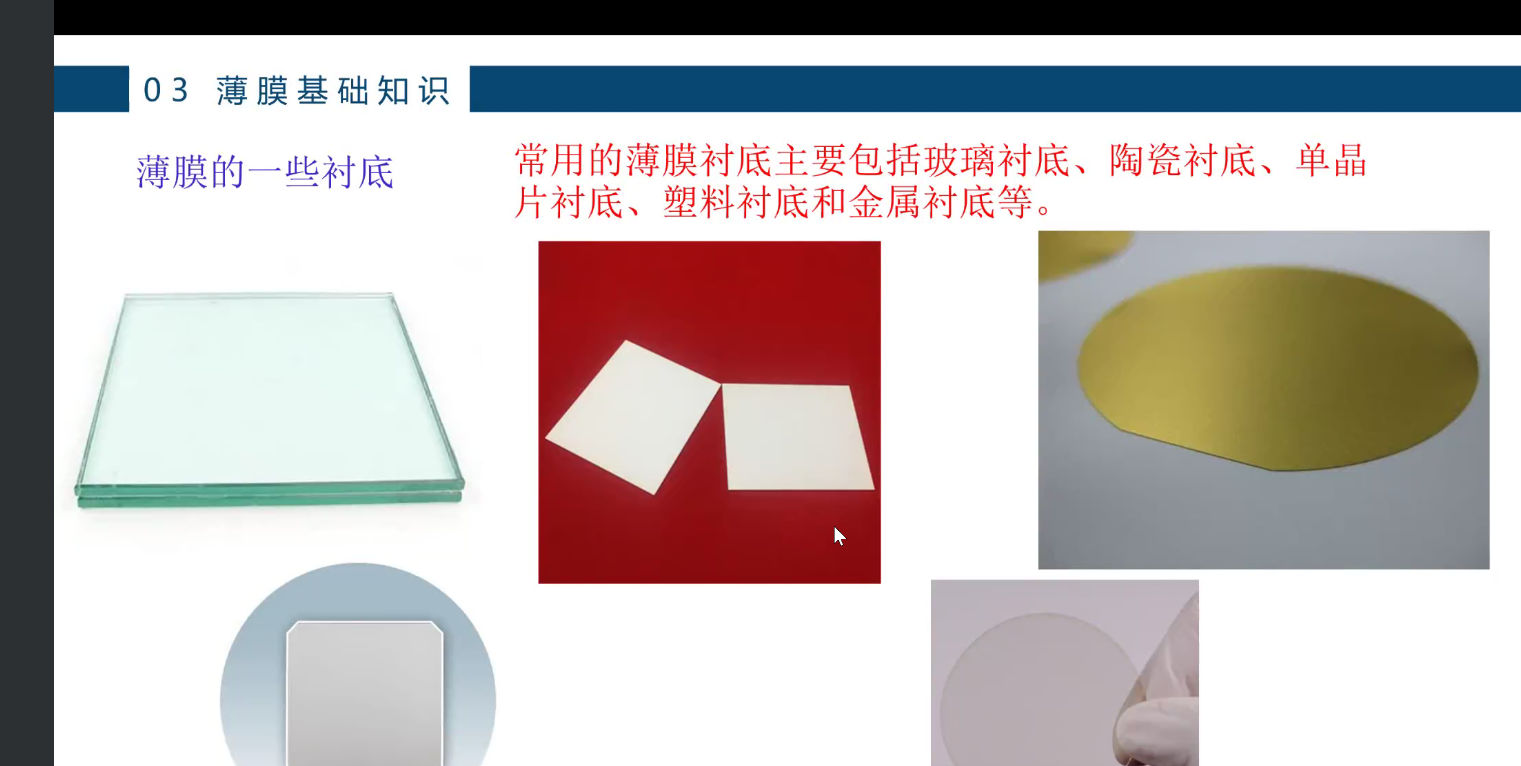 03 薄膜基础知识
薄膜的一些衬底
常用的薄膜衬底主要包括玻璃衬底、陶瓷衬底、单晶
片衬底、塑料衬底和金属衬底等。